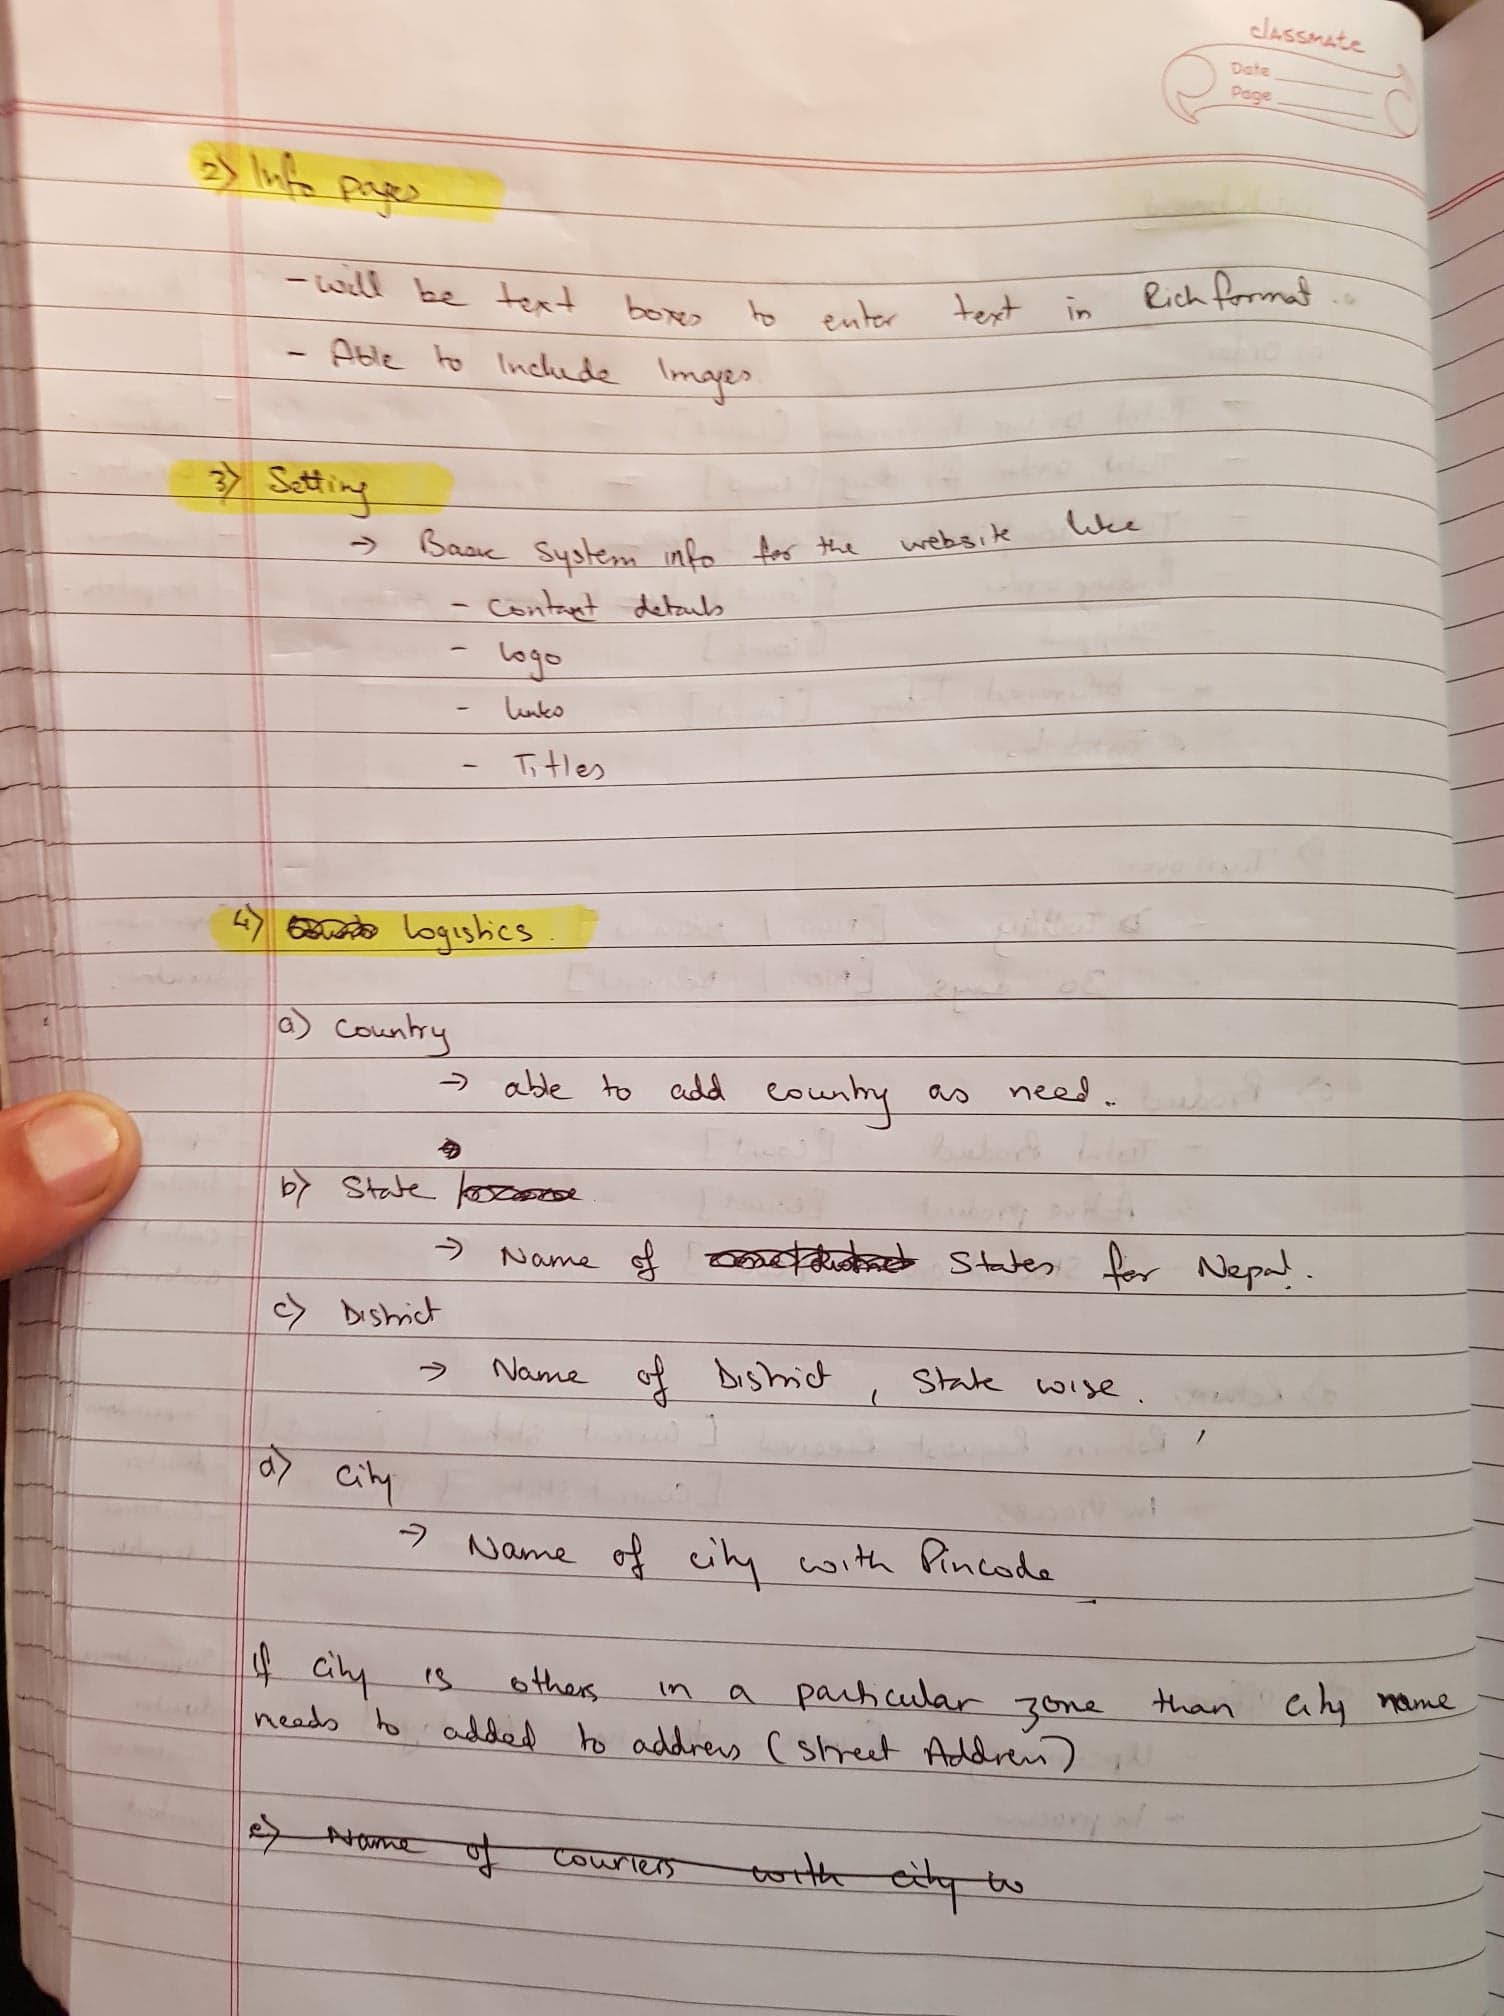 classmate
Date
Page
2) Info pages
- will be text boxes to enter text in Rich format.
- Able to Include Images
3) Setting
→ Basic System info for the website like
- contact details
- logo
- links
- Titles
4) logistics.
a) Country
→ able to add country as need..
b) State
→ Name of States for Nepal.
c) District
→ Name of District, State wise.
d) City
→ Name of city with Pincode
If city is others in a particular zone than city name
needs to added to address (street Address)
e) Name of couriers with city w